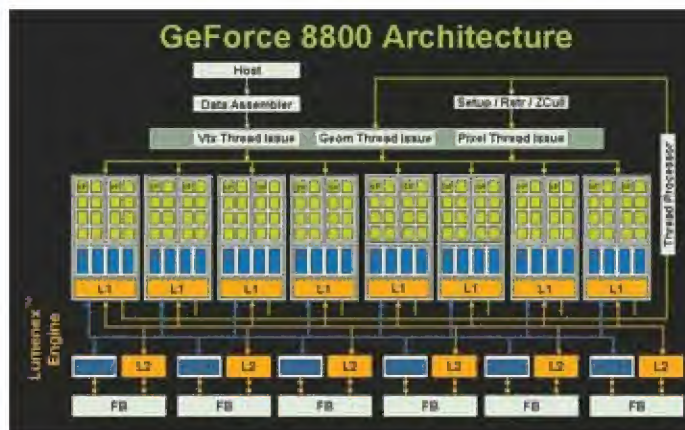 GeForce 8800 Architecture
Host
Data Assembler
Setup / Rstr / ZCull
Vtx Thread Issue
Geom Thread Issue
Pixel Thread Issue
Thread Processor
L1 L1 L1 L1 L1 L1 L1 L1
Lumenex™
Engine
L2 L2 L2 L2 L2 L2
FB FB FB FB FB FB